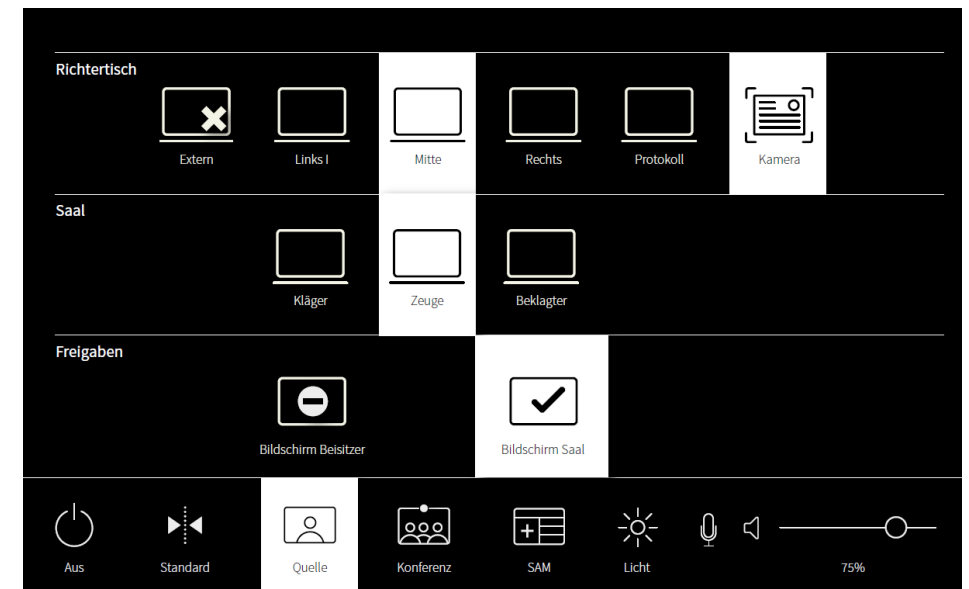 Richtertisch
Extern Links I Mitte Rechts Protokoll Kamera
Saal
Kläger Zeuge Beklagter
Freigaben
Bildschirm Beisitzer Bildschirm Saal
Aus Standard Quelle Konferenz SAM Licht 75%